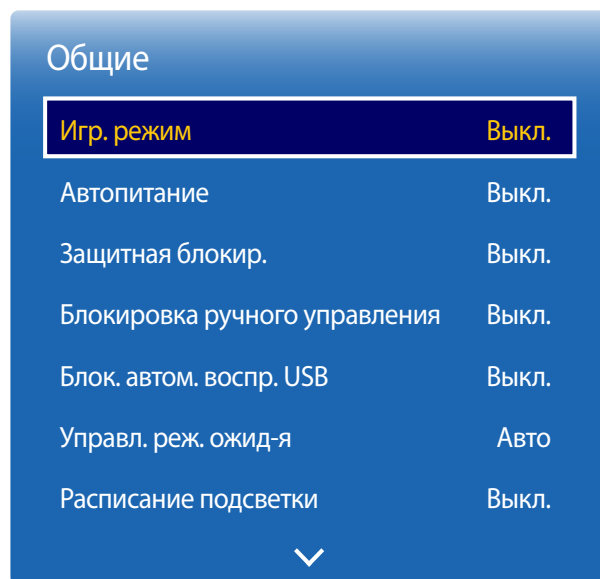 Общие
Игр. режим Выкл.
Автопитание Выкл.
Защитная блокир. Выкл.
Блокировка ручного управления Выкл.
Блок. автом. воспр. USB Выкл.
Управл. реж. ожид-я Авто
Расписание подсветки Выкл.